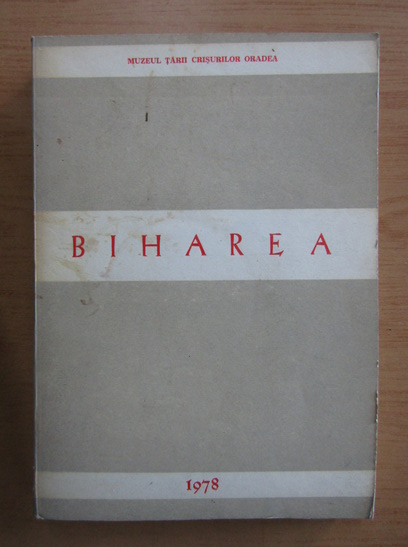 MUZEUL ȚĂRII CRIȘURILOR ORADEA
BIHAREA
1978